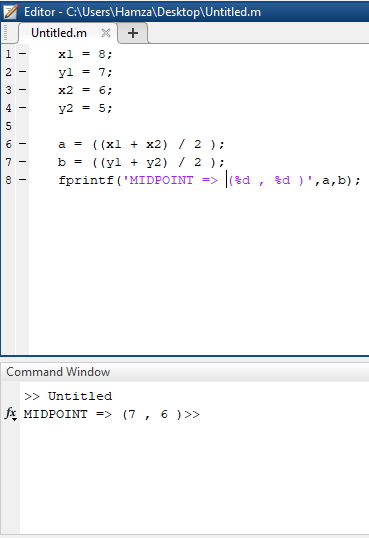 Editor - C:\Users\Hamza\Desktop\Untitled.m
Untitled.m × +
1 - x1 = 8;
2 - y1 = 7;
3 - x2 = 6;
4 - y2 = 5;
5
6 - a = ((x1 + x2) / 2 );
7 - b = ((y1 + y2) / 2 );
8 - fprintf('MIDPOINT => (%d , %d )',a,b);
Command Window
>> Untitled
fx MIDPOINT => (7 , 6 )>>